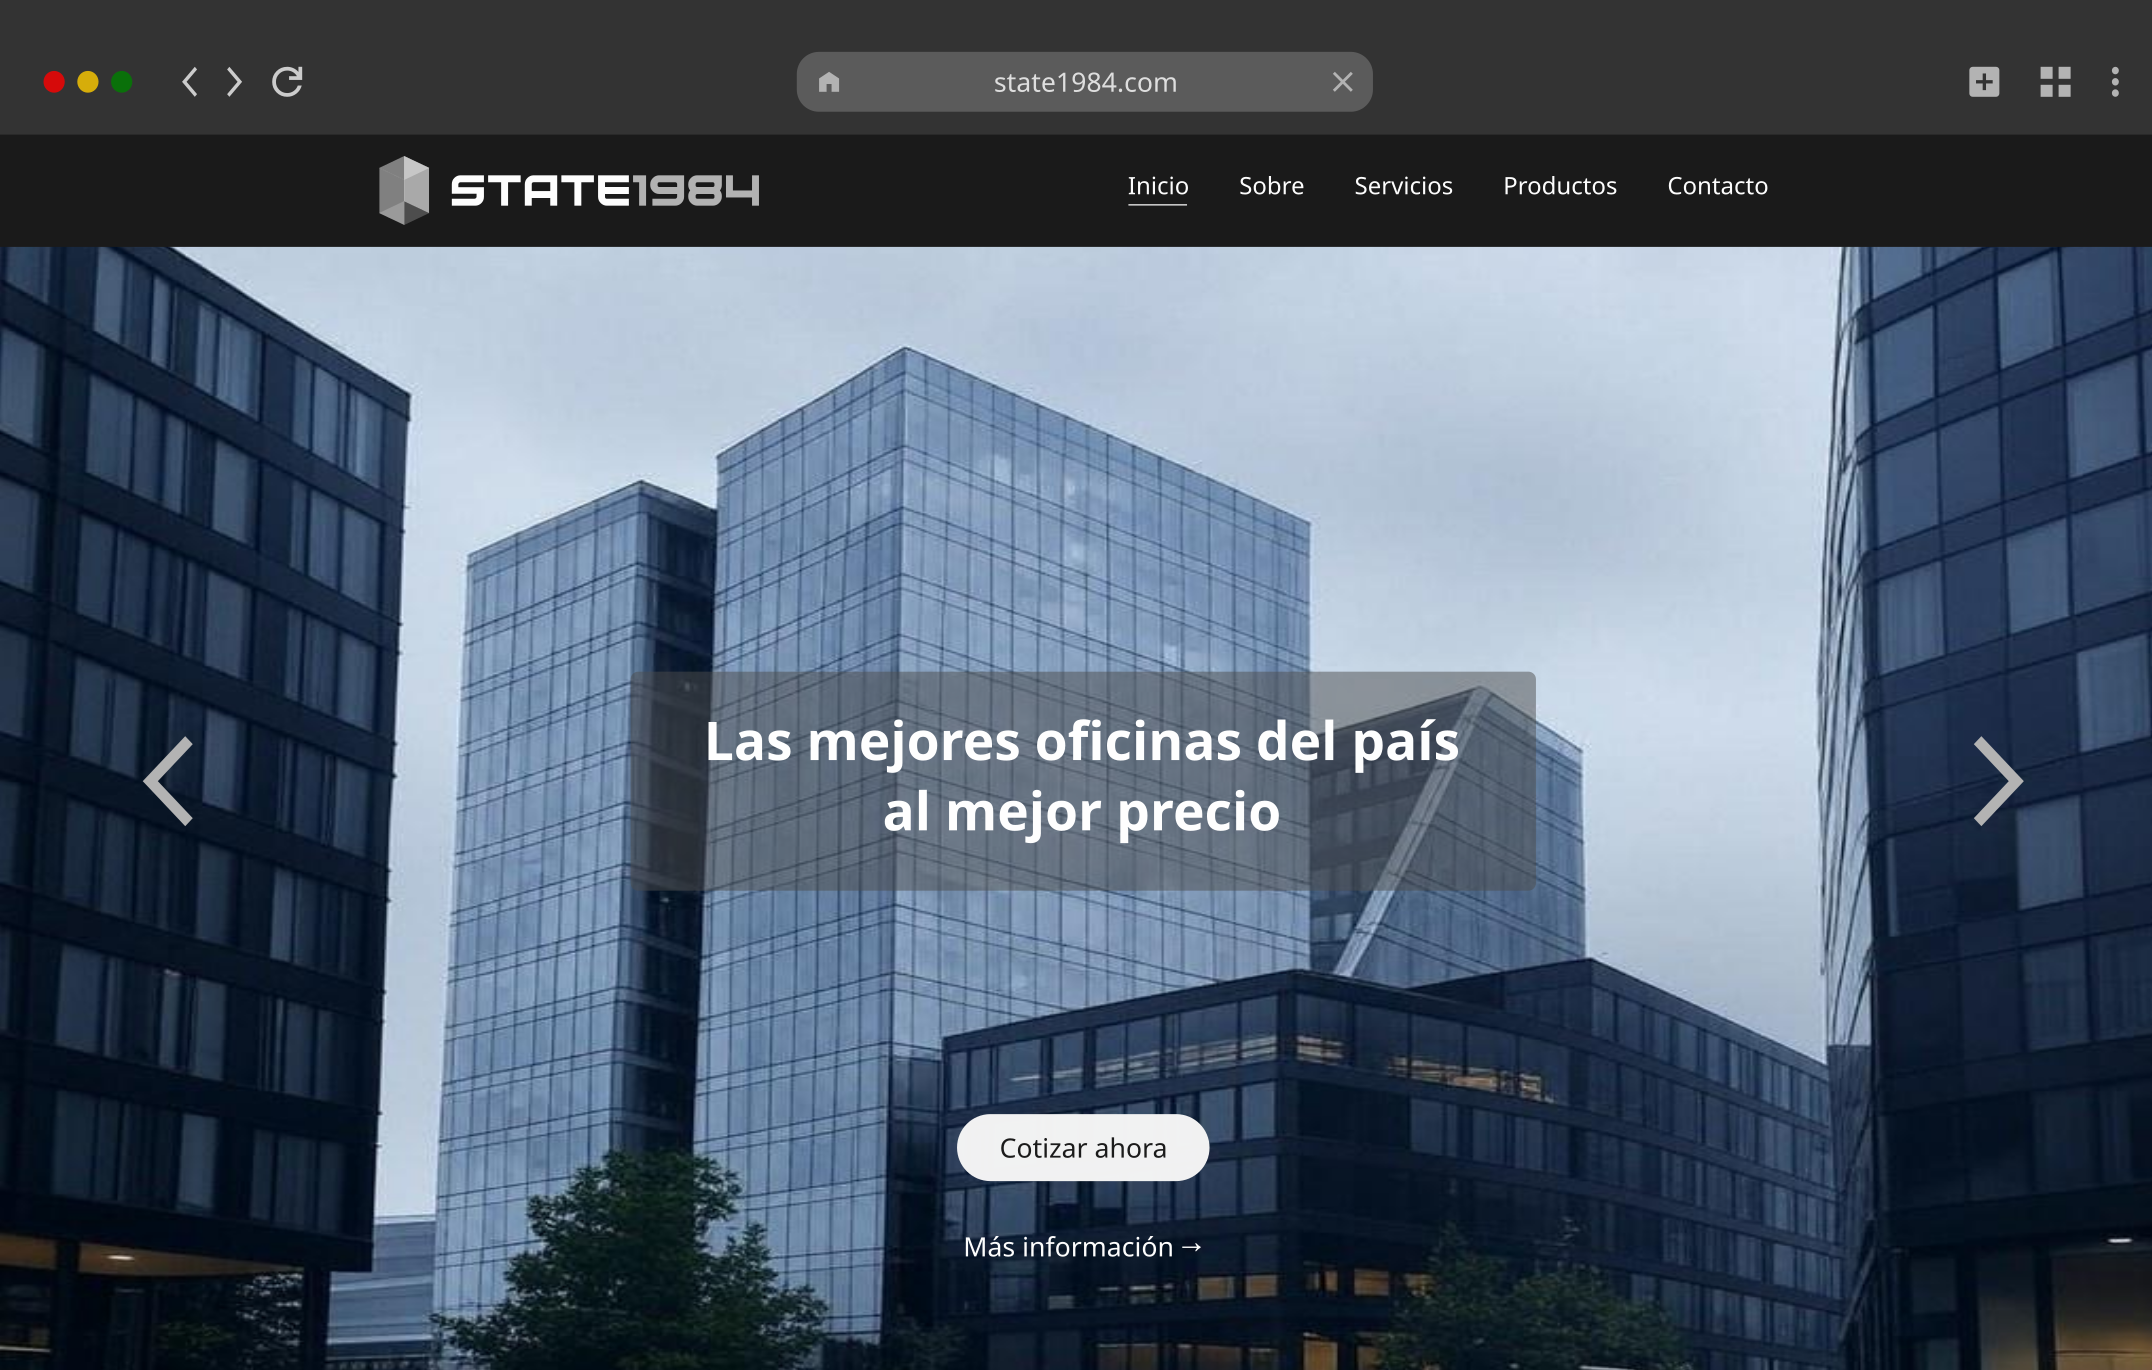 state1984.com
STATE1984
Inicio Sobre Servicios Productos Contacto
Las mejores oficinas del país
al mejor precio
Cotizar ahora
Más información →